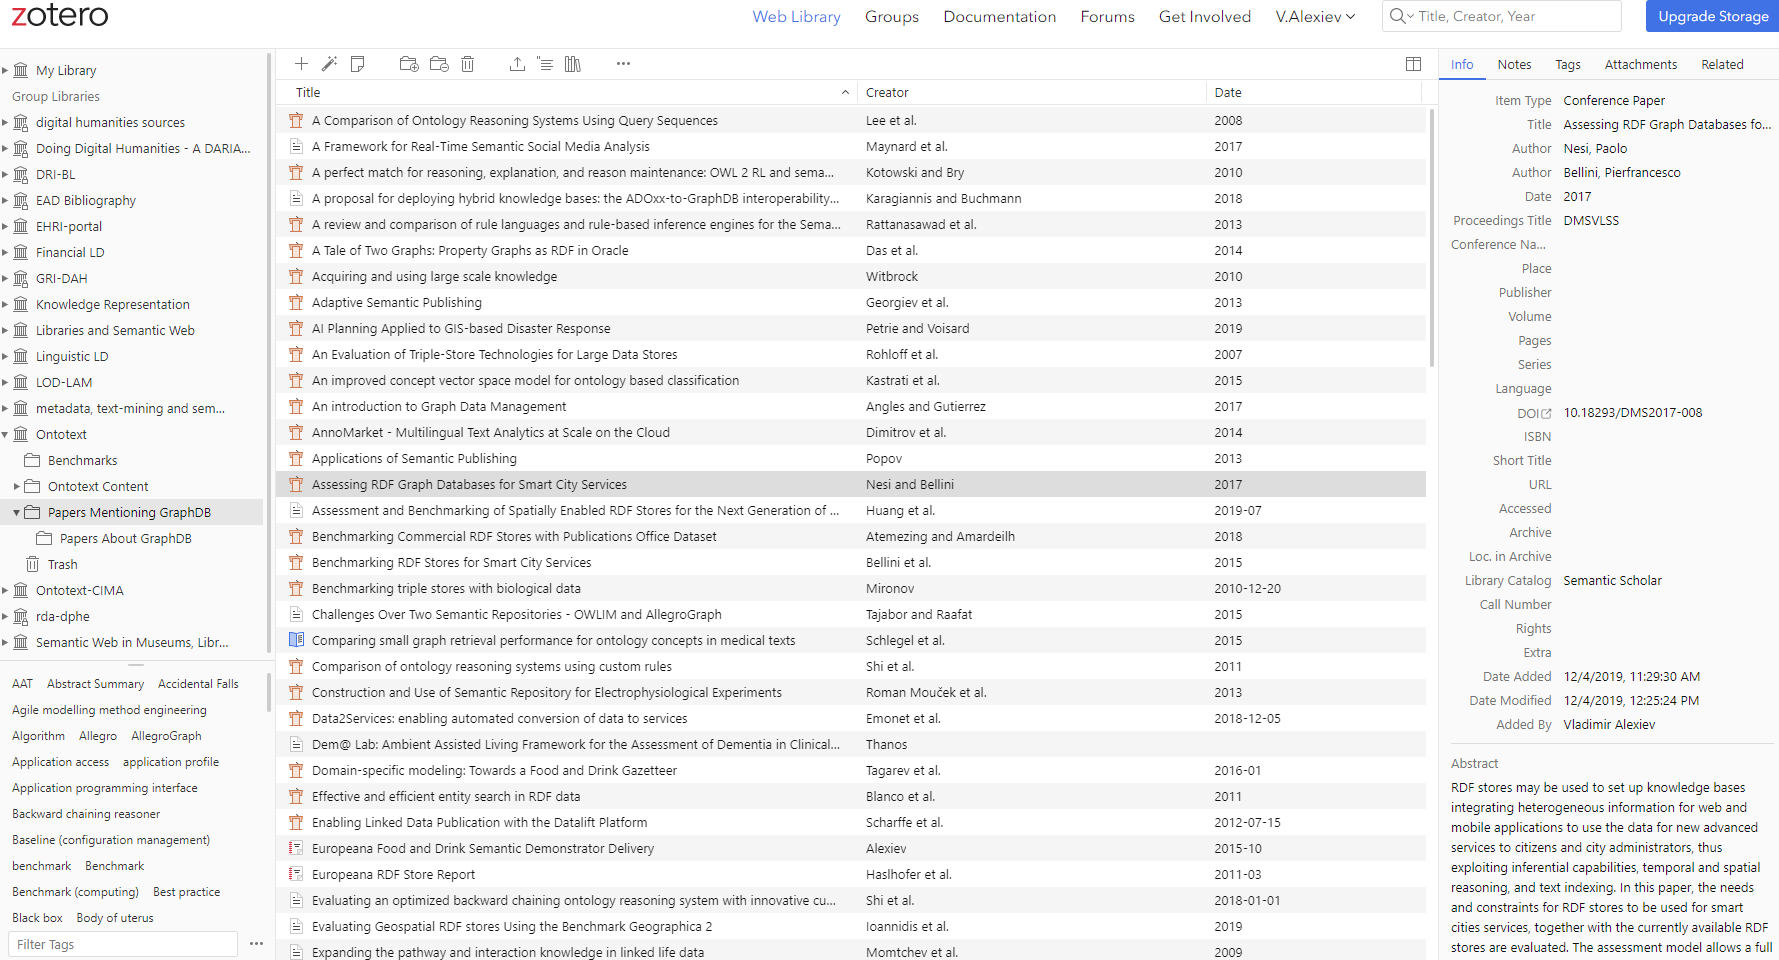 zotero
Web Library Groups Documentation Forums Get Involved V.Alexiev Title, Creator, Year Upgrade Storage
My Library
Group Libraries
digital humanities sources
Doing Digital Humanities - A DARIA...
DRI-BL
EAD Bibliography
EHRI-portal
Financial LD
GRI-DAH
Knowledge Representation
Libraries and Semantic Web
Linguistic LD
LOD-LAM
metadata, text-mining and sem...
Ontotext
Benchmarks
Ontotext Content
Papers Mentioning GraphDB
Papers About GraphDB
Trash
Ontotext-CIMA
rda-dphe
Semantic Web in Museums, Libr...
AAT Abstract Summary Accidental Falls
Agile modelling method engineering
Algorithm Allegro AllegroGraph
Application access application profile
Application programming interface
Backward chaining reasoner
Baseline (configuration management)
benchmark Benchmark
Benchmark (computing) Best practice
Black box Body of uterus
Filter Tags
Title Creator Date
A Comparison of Ontology Reasoning Systems Using Query Sequences Lee et al. 2008
A Framework for Real-Time Semantic Social Media Analysis Maynard et al. 2017
A perfect match for reasoning, explanation, and reason maintenance: OWL 2 RL and sema... Kotowski and Bry 2010
A proposal for deploying hybrid knowledge bases: the ADOxx-to-GraphDB interoperability... Karagiannis and Buchmann 2018
A review and comparison of rule languages and rule-based inference engines for the Sema... Rattanasawad et al. 2013
A Tale of Two Graphs: Property Graphs as RDF in Oracle Das et al. 2014
Acquiring and using large scale knowledge Witbrock 2010
Adaptive Semantic Publishing Georgiev et al. 2013
AI Planning Applied to GIS-based Disaster Response Petrie and Voisard 2019
An Evaluation of Triple-Store Technologies for Large Data Stores Rohloff et al. 2007
An improved concept vector space model for ontology based classification Kastrati et al. 2015
An introduction to Graph Data Management Angles and Gutierrez 2017
AnnoMarket - Multilingual Text Analytics at Scale on the Cloud Dimitrov et al. 2014
Applications of Semantic Publishing Popov 2013
Assessing RDF Graph Databases for Smart City Services Nesi and Bellini 2017
Assessment and Benchmarking of Spatially Enabled RDF Stores for the Next Generation of ... Huang et al. 2019-07
Benchmarking Commercial RDF Stores with Publications Office Dataset Atemezing and Amardeilh 2018
Benchmarking RDF Stores for Smart City Services Bellini et al. 2015
Benchmarking triple stores with biological data Mironov 2010-12-20
Challenges Over Two Semantic Repositories - OWLIM and AllegroGraph Tajabor and Raafat 2015
Comparing small graph retrieval performance for ontology concepts in medical texts Schlegel et al. 2015
Comparison of ontology reasoning systems using custom rules Shi et al. 2011
Construction and Use of Semantic Repository for Electrophysiological Experiments Roman Mouček et al. 2013
Data2Services: enabling automated conversion of data to services Emonet et al. 2018-12-05
Dem@ Lab: Ambient Assisted Living Framework for the Assessment of Dementia in Clinical... Thanos
Domain-specific modeling: Towards a Food and Drink Gazetteer Tagarev et al. 2016-01
Effective and efficient entity search in RDF data Blanco et al. 2011
Enabling Linked Data Publication with the Datalift Platform Scharffe et al. 2012-07-15
Europeana Food and Drink Semantic Demonstrator Delivery Alexiev 2015-10
Europeana RDF Store Report Haslhofer et al. 2011-03
Evaluating an optimized backward chaining ontology reasoning system with innovative cu... Shi et al. 2018-01-01
Evaluating Geospatial RDF stores Using the Benchmark Geographica 2 Ioannidis et al. 2019
Expanding the pathway and interaction knowledge in linked life data Momtchev et al. 2009
Info Notes Tags Attachments Related
Item Type Conference Paper
Title Assessing RDF Graph Databases fo...
Author Nesi, Paolo
Author Bellini, Pierfrancesco
Date 2017
Proceedings Title DMSVLSS
Conference Na...
Place
Publisher
Volume
Pages
Series
Language
DOI 10.18293/DMS2017-008
ISBN
Short Title
URL
Accessed
Archive
Loc. in Archive
Library Catalog Semantic Scholar
Call Number
Rights
Extra
Date Added 12/4/2019, 11:29:30 AM
Date Modified 12/4/2019, 12:25:24 PM
Added By Vladimir Alexiev
Abstract
RDF stores may be used to set up knowledge bases
integrating heterogeneous information for web and
mobile applications to use the data for new advanced
services to citizens and city administrators, thus
exploiting inferential capabilities, temporal and spatial
reasoning, and text indexing. In this paper, the needs
and constraints for RDF stores to be used for smart
cities services, together with the currently available RDF
stores are evaluated. The assessment model allows a full